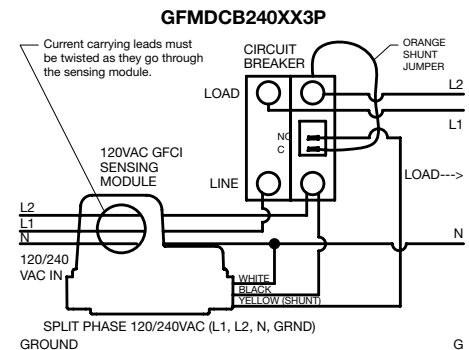 GFMDCB240XX3P
Current carrying leads must
be twisted as they go through
the sensing module.
CIRCUIT
BREAKER
ORANGE
SHUNT
JUMPER
LOAD
L2
L1
NO
C
120VAC GFCI
SENSING
MODULE
LINE
LOAD--->
L2
L1
N
N
120/240
VAC IN
WHITE
BLACK
YELLOW (SHUNT)
SPLIT PHASE 120/240VAC (L1, L2, N, GRND)
GROUND
G